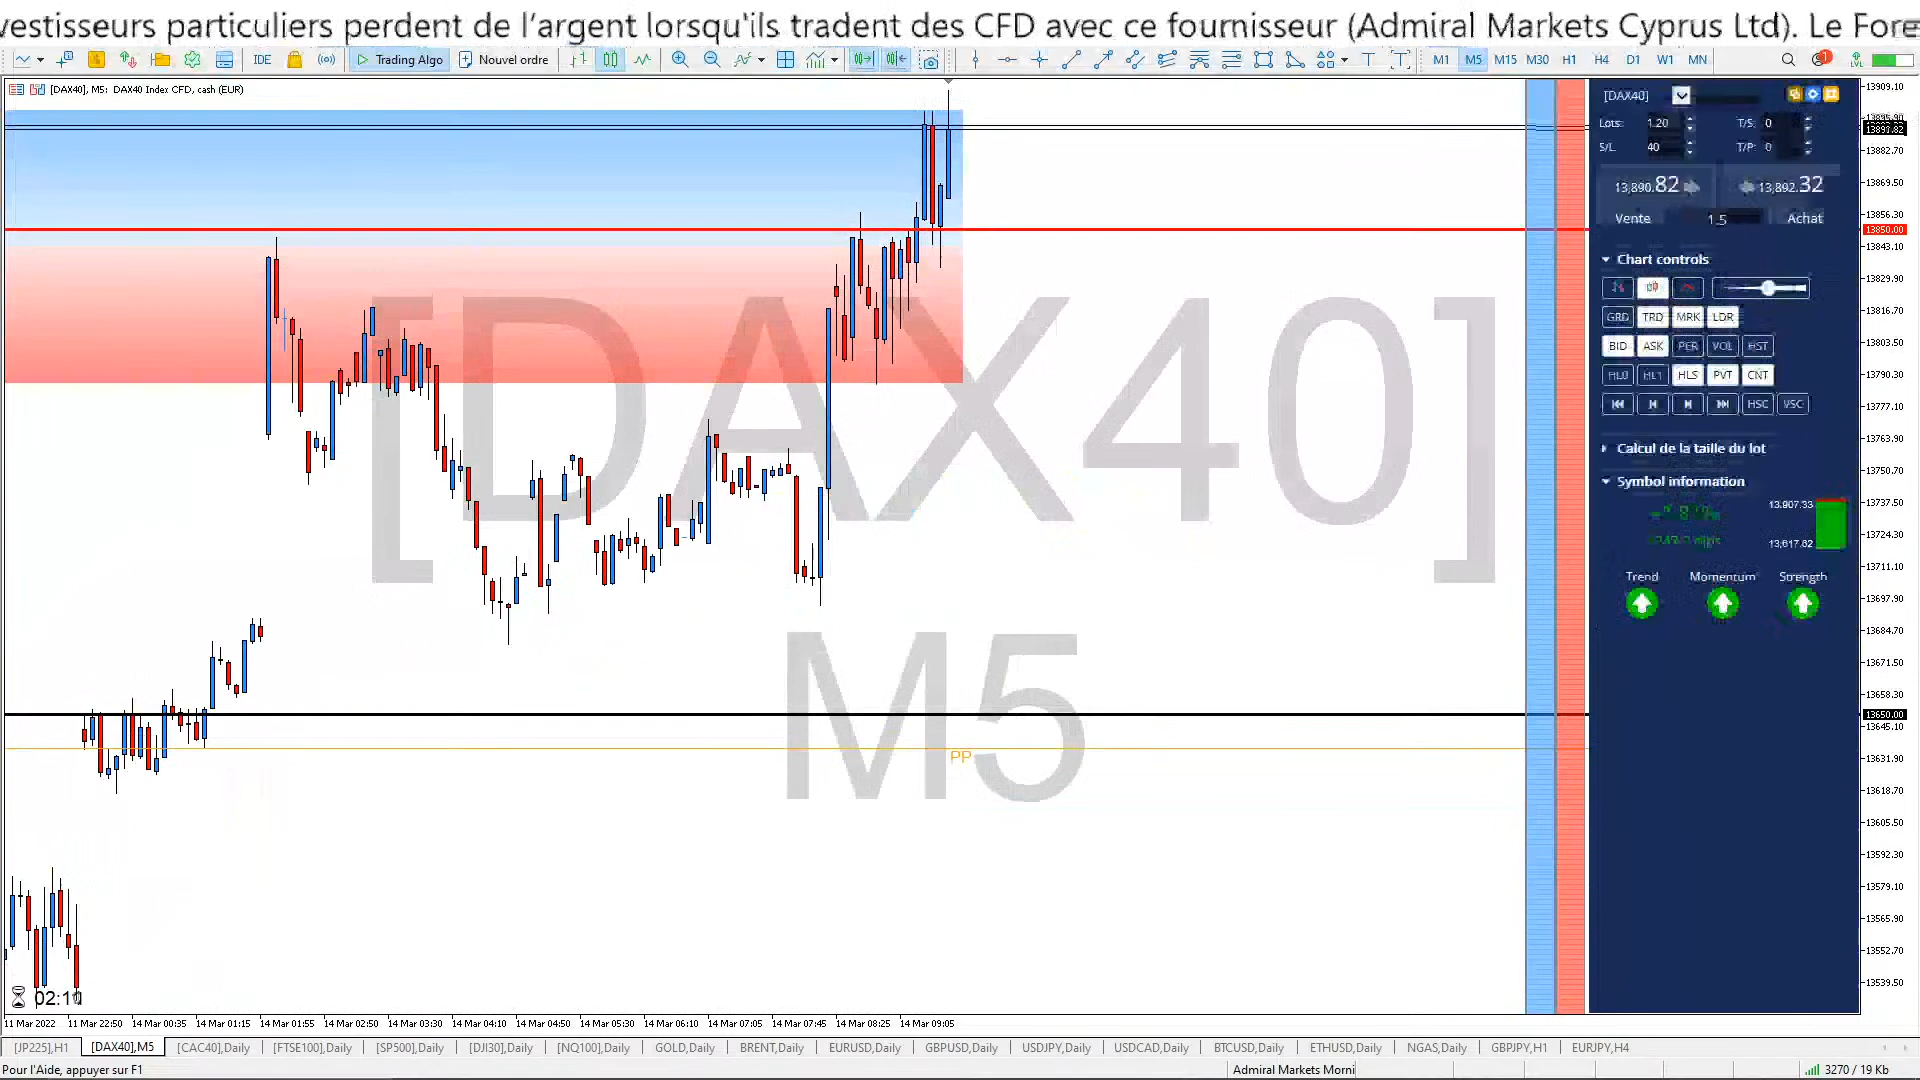 vestisseurs particuliers perdent de l'argent lorsqu'ils tradent des CFD avec ce fournisseur (Admiral Markets Cyprus Ltd). Le Fore
IDE Trading Algo Nouvel ordre M1 M5 M15 M30 H1 H4 D1 W1 MN
[DAX40], M5: DAX40 Index CFD, cash (EUR)
[DAX40]
M5
PP
02:10
13909.10
13891.82
13882.70
13869.50
13856.30
13850.00
13843.10
13829.90
13816.70
13803.50
13790.30
13777.10
13763.90
13750.70
13737.50
13724.30
13711.10
13697.90
13684.70
13671.50
13658.30
13650.00
13645.10
13631.90
13618.70
13605.50
13592.30
13579.10
13565.90
13552.70
13539.50
[DAX40]
Lots: 1.20 T/S: 0
S/L 40 T/P: 0
13,890.82 13,892.32
Vente 1.5 Achat
Chart controls
GRD TRD MRK LDR
BID ASK PER VOL HST
HL0 HL1 HLS PVT CNT
HSC VSC
Calcul de la taille du lot
Symbol information
13,907.33
13,617.82
Trend Momentum Strength
11 Mar 2022 11 Mar 22:50 14 Mar 00:35 14 Mar 01:15 14 Mar 01:55 14 Mar 02:50 14 Mar 03:30 14 Mar 04:10 14 Mar 04:50 14 Mar 05:30 14 Mar 06:10 14 Mar 07:05 14 Mar 07:45 14 Mar 08:25 14 Mar 09:05
[JP225],H1 [DAX40],M5 [CAC40],Daily [FTSE100],Daily [SP500],Daily [DJI30],Daily [NQ100],Daily GOLD,Daily BRENT,Daily EURUSD,Daily GBPUSD,Daily USDJPY,Daily USDCAD,Daily BTCUSD,Daily ETHUSD,Daily NGAS,Daily GBPJPY,H1 EURJPY,H4
Pour l'Aide, appuyer sur F1 Admiral Markets Morni 3270 / 19 Kb